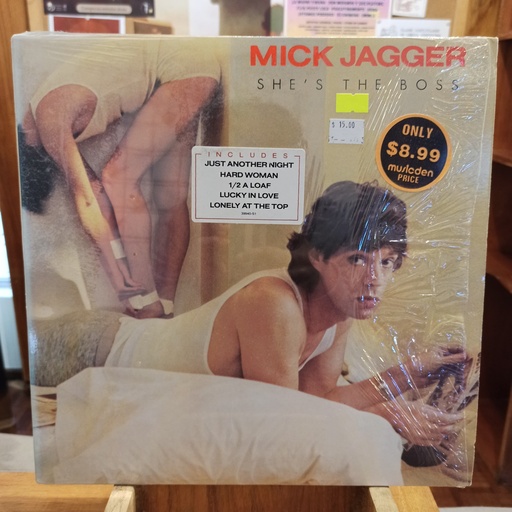 MICK JAGGER
SHE'S THE BOSS
$ 15.00
ONLY
$8.99
musicden
PRICE
INCLUDES
JUST ANOTHER NIGHT
HARD WOMAN
1/2 A LOAF
LUCKY IN LOVE
LONELY AT THE TOP